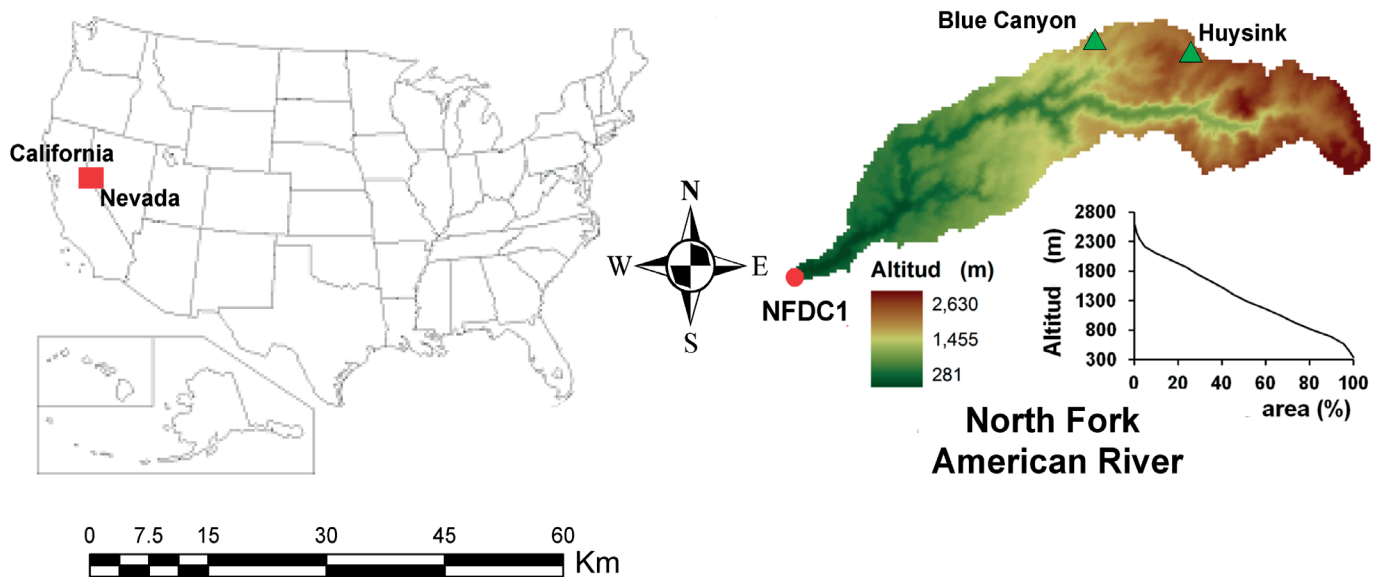 California
Nevada
0 7.5 15 30 45 60
Km
N
W E
S
Blue Canyon
Huysink
NFDC1
Altitud (m)
2,630
1,455
281
Altitud (m)
2800
2300
1800
1300
800
300
0 20 40 60 80 100
area (%)
North Fork
American River